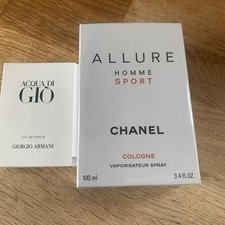 ACQUA DI
GIÒ
EAU DE PARFUM
GIORGIO ARMANI
ALLURE
HOMME
SPORT
CHANEL
COLOGNE
VAPORISATEUR SPRAY
100 ml
3.4 FL.OZ.